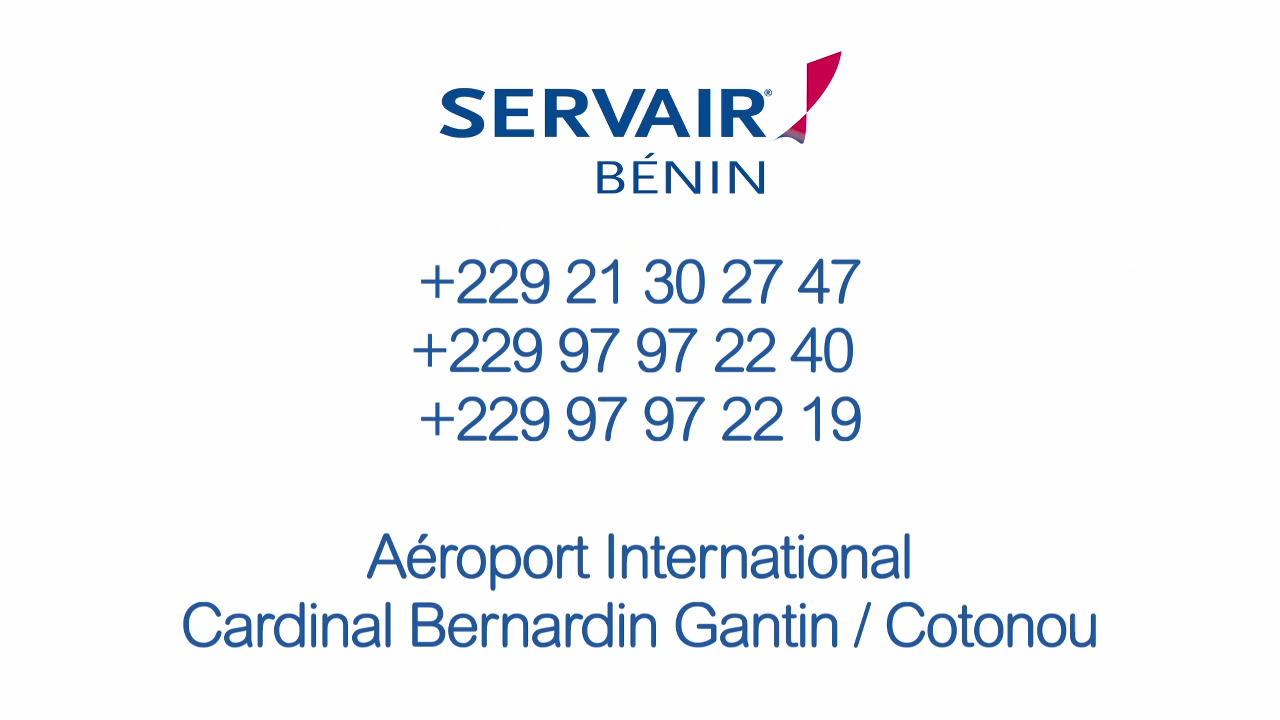 SERVAIR®
BÉNIN
+229 21 30 27 47
+229 97 97 22 40
+229 97 97 22 19
Aéroport International
Cardinal Bernardin Gantin / Cotonou